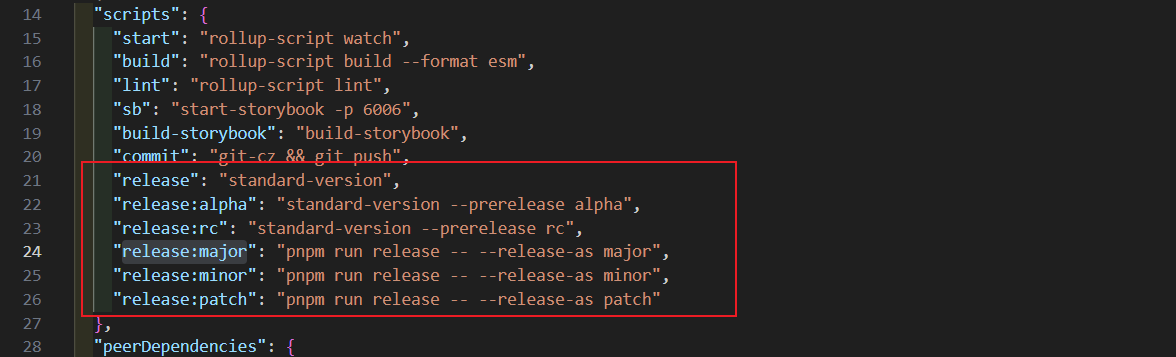 14 "scripts": {
15 "start": "rollup-script watch",
16 "build": "rollup-script build --format esm",
17 "lint": "rollup-script lint",
18 "sb": "start-storybook -p 6006",
19 "build-storybook": "build-storybook",
20 "commit": "git-cz && git push",
21 "release": "standard-version",
22 "release:alpha": "standard-version --prerelease alpha",
23 "release:rc": "standard-version --prerelease rc",
24 "release:major": "pnpm run release -- --release-as major",
25 "release:minor": "pnpm run release -- --release-as minor",
26 "release:patch": "pnpm run release -- --release-as patch"
27 },
28 "peerDependencies": {